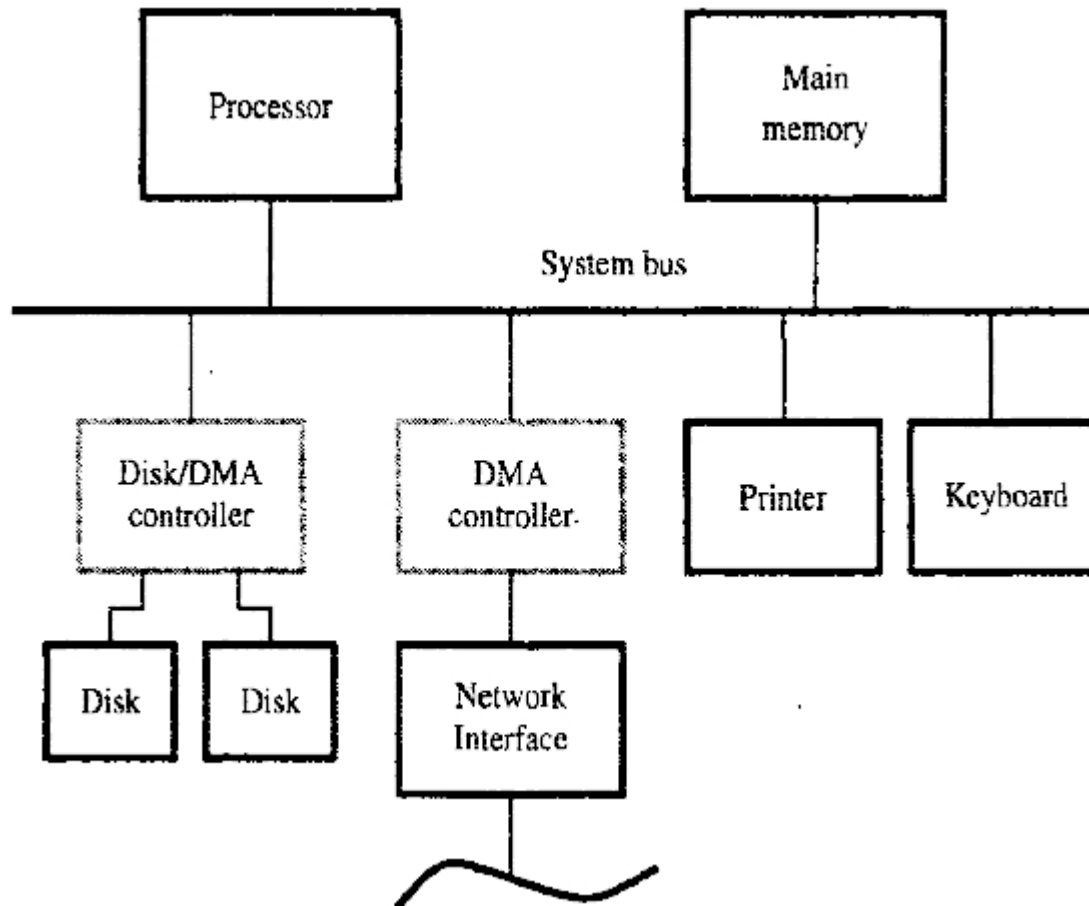 Processor
Main
memory
System bus
Disk/DMA
controller
DMA
controller
Printer
Keyboard
Disk
Disk
Network
Interface